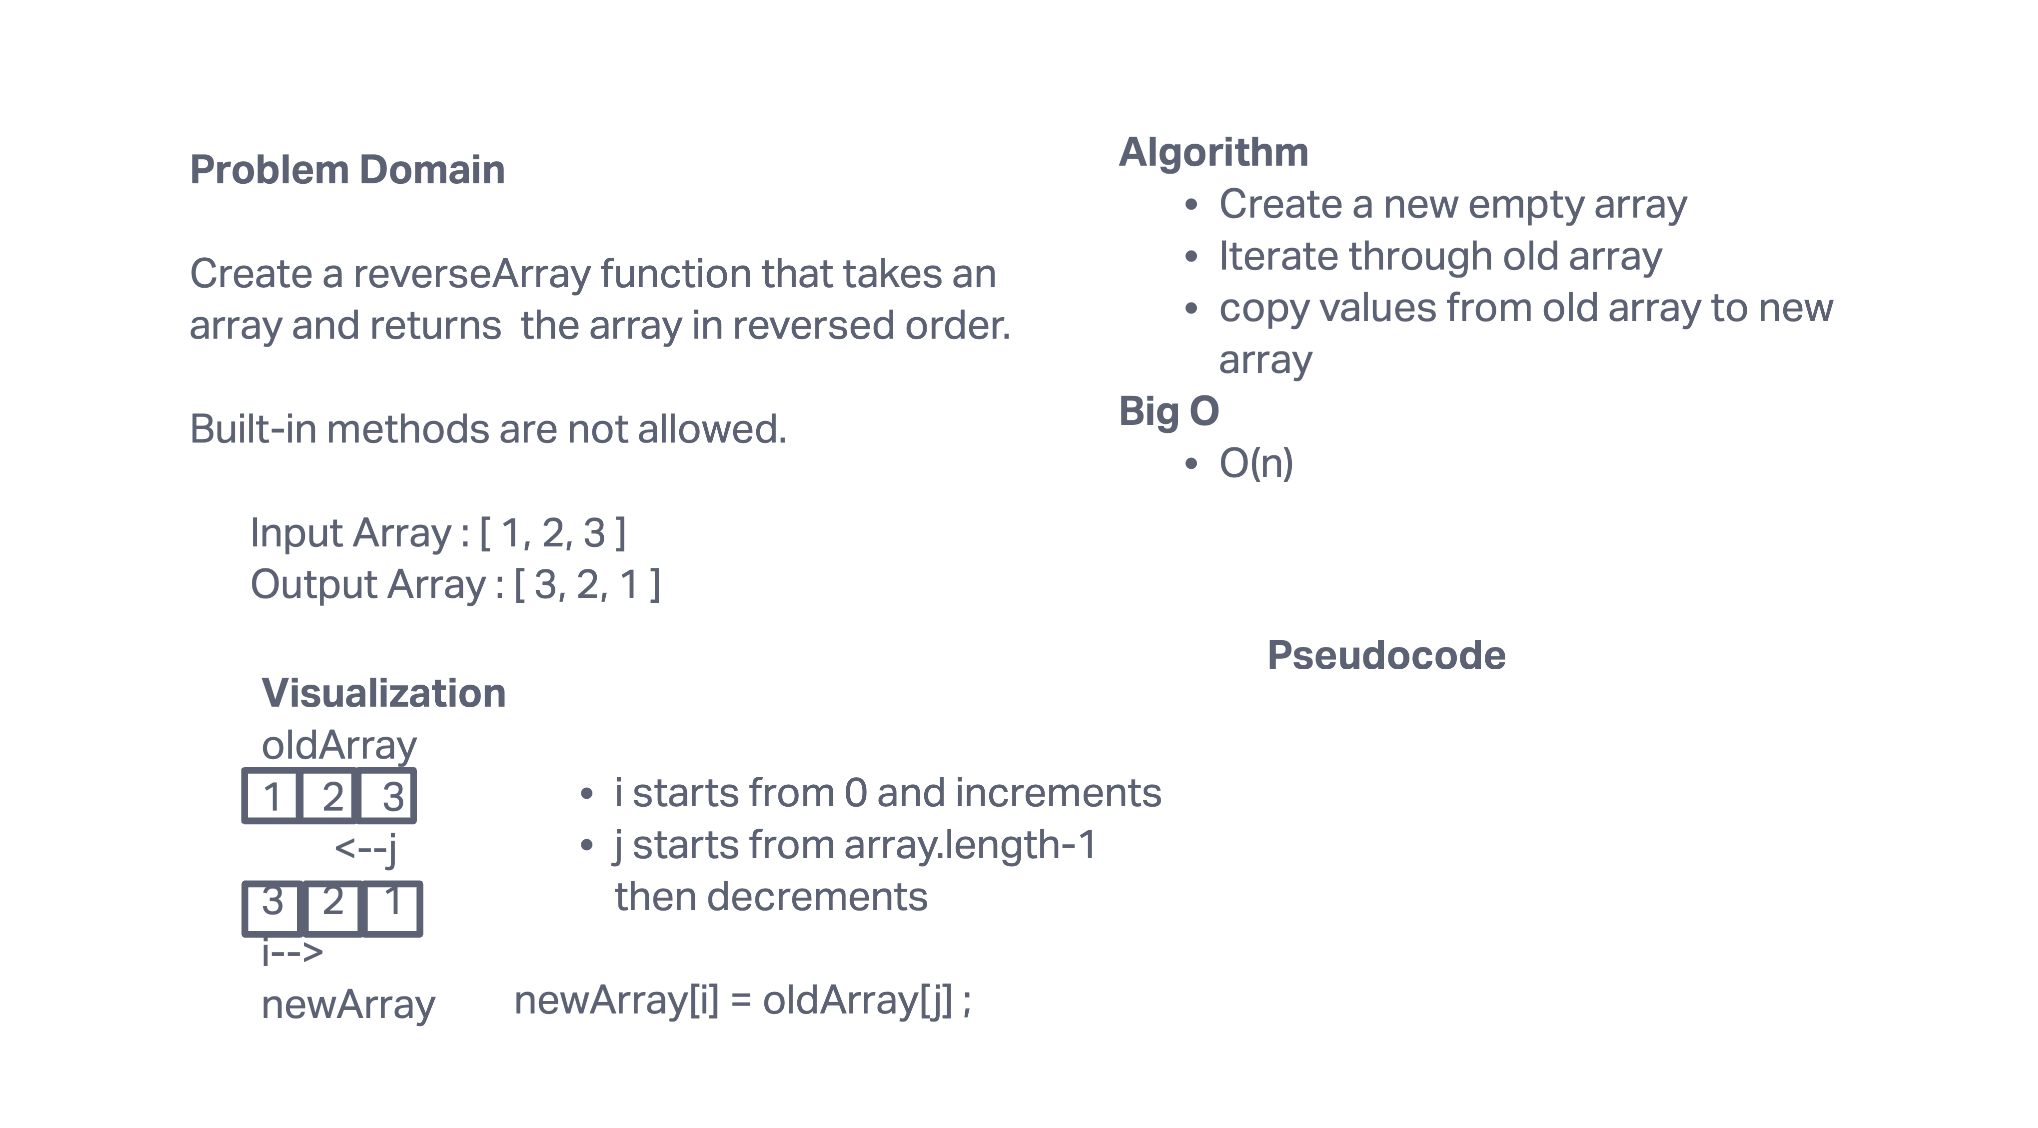 Problem Domain
Create a reverseArray function that takes an
array and returns  the array in reversed order.
Built-in methods are not allowed.
Input Array : [ 1, 2, 3 ]
Output Array : [ 3, 2, 1 ]
Visualization
oldArray
1 2 3
<--j
3 2 1
i-->
newArray
• i starts from 0 and increments
• j starts from array.length-1
then decrements
newArray[i] = oldArray[j] ;
Algorithm
• Create a new empty array
• Iterate through old array
• copy values from old array to new
array
Big O
• O(n)
Pseudocode